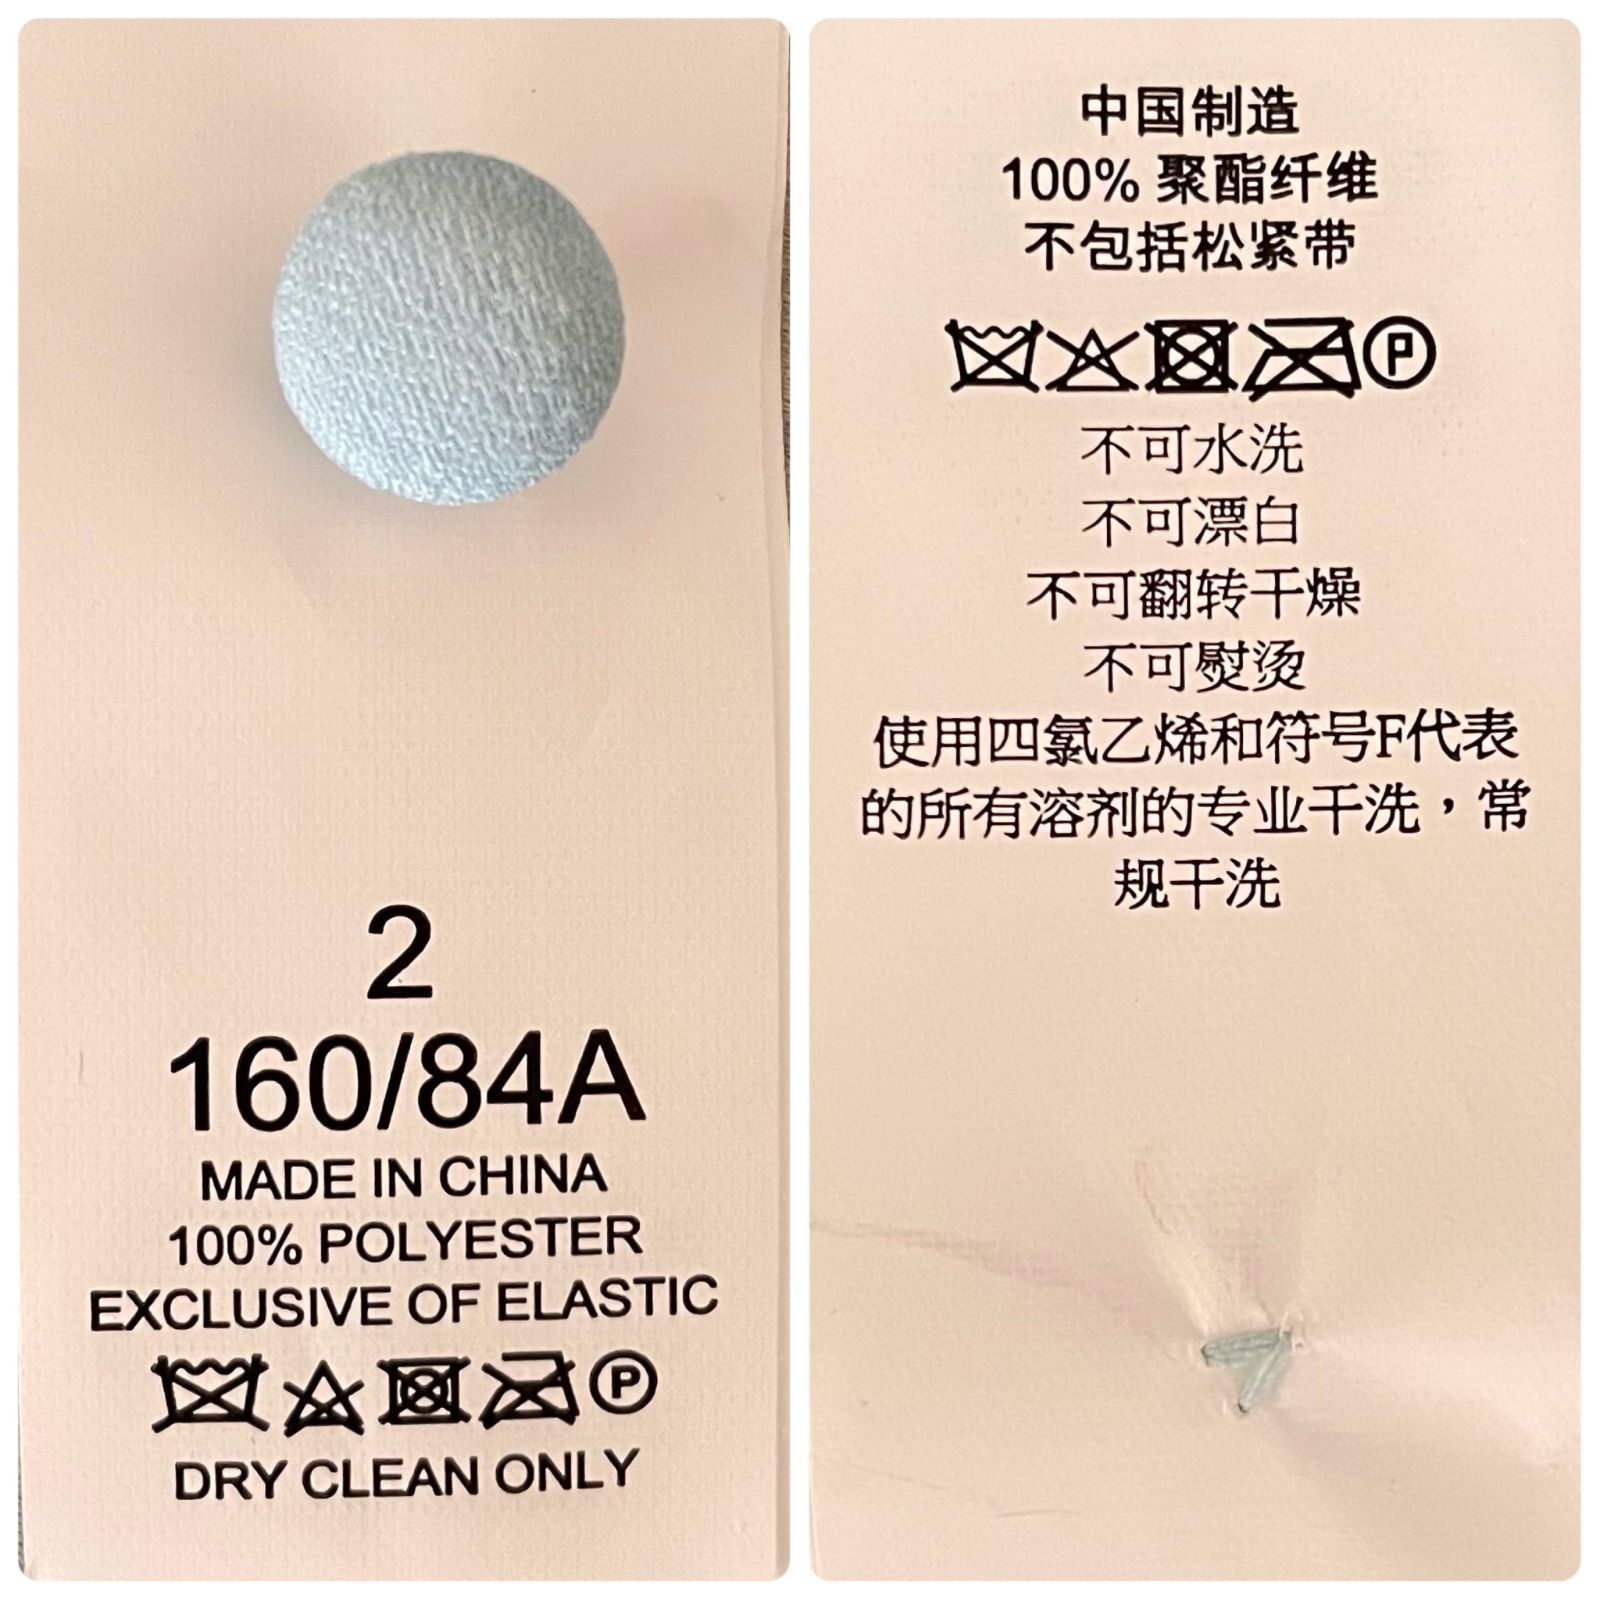 2
160/84A
MADE IN CHINA
100% POLYESTER
EXCLUSIVE OF ELASTIC
P
DRY CLEAN ONLY
中国制造
100% 聚酯纤维
不包括松紧带
P
不可水洗
不可漂白
不可翻转干燥
不可熨烫
使用四氯乙烯和符号F代表
的所有溶剂的专业干洗，常
规干洗